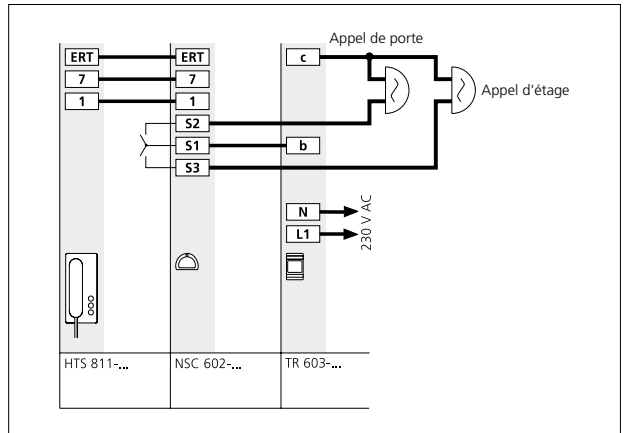 Appel de porte
ERT ERT c
7 7
Appel d'étage
1 1
S2
S1 b
S3
N
L1
230 V AC
HTS 811-... NSC 602-... TR 603-...